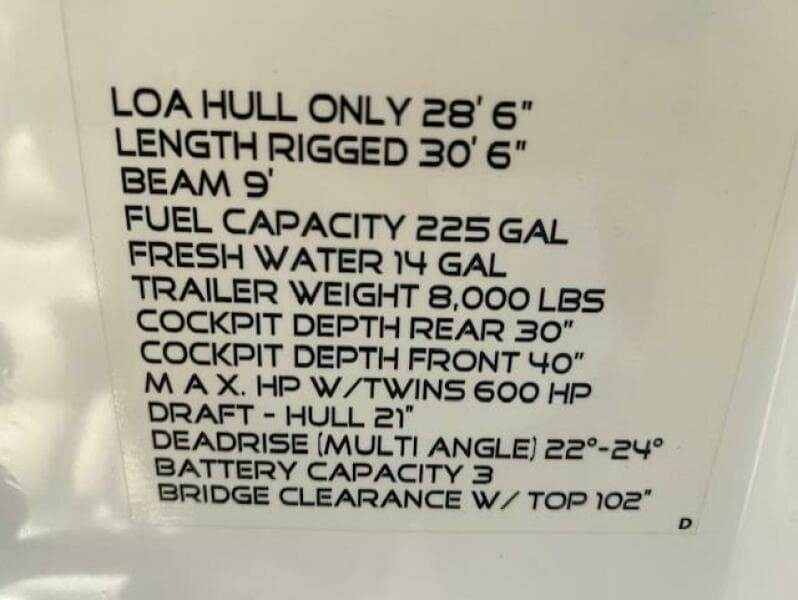 LOA HULL ONLY 28' 6"
LENGTH RIGGED 30' 6"
BEAM 9'
FUEL CAPACITY 225 GAL
FRESH WATER 14 GAL
TRAILER WEIGHT 8,000 LBS
COCKPIT DEPTH REAR 30"
COCKPIT DEPTH FRONT 40"
M A X. HP W/TWINS 600 HP
DRAFT - HULL 21"
DEADRISE (MULTI ANGLE) 22°-24°
BATTERY CAPACITY 3
BRIDGE CLEARANCE W/ TOP 102"
D